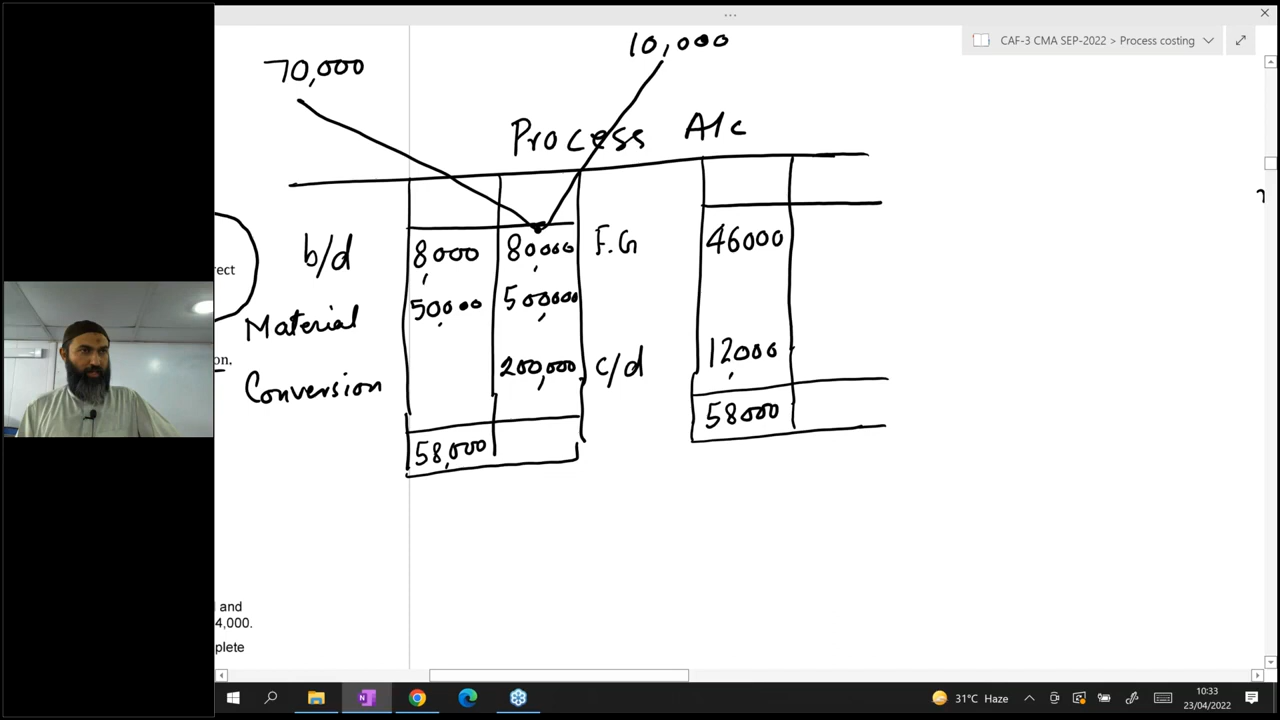 CAF-3 CMA SEP-2022 > Process costing
70,000
10,000
Process A/c
b/d 8,000 80,000 F.G 46000
Material 50,000 500,000
Conversion 200,000 c/d 12,000
58,000 58000
rect
on.
and
4,000.
plete
31°C Haze
10:33
23/04/2022